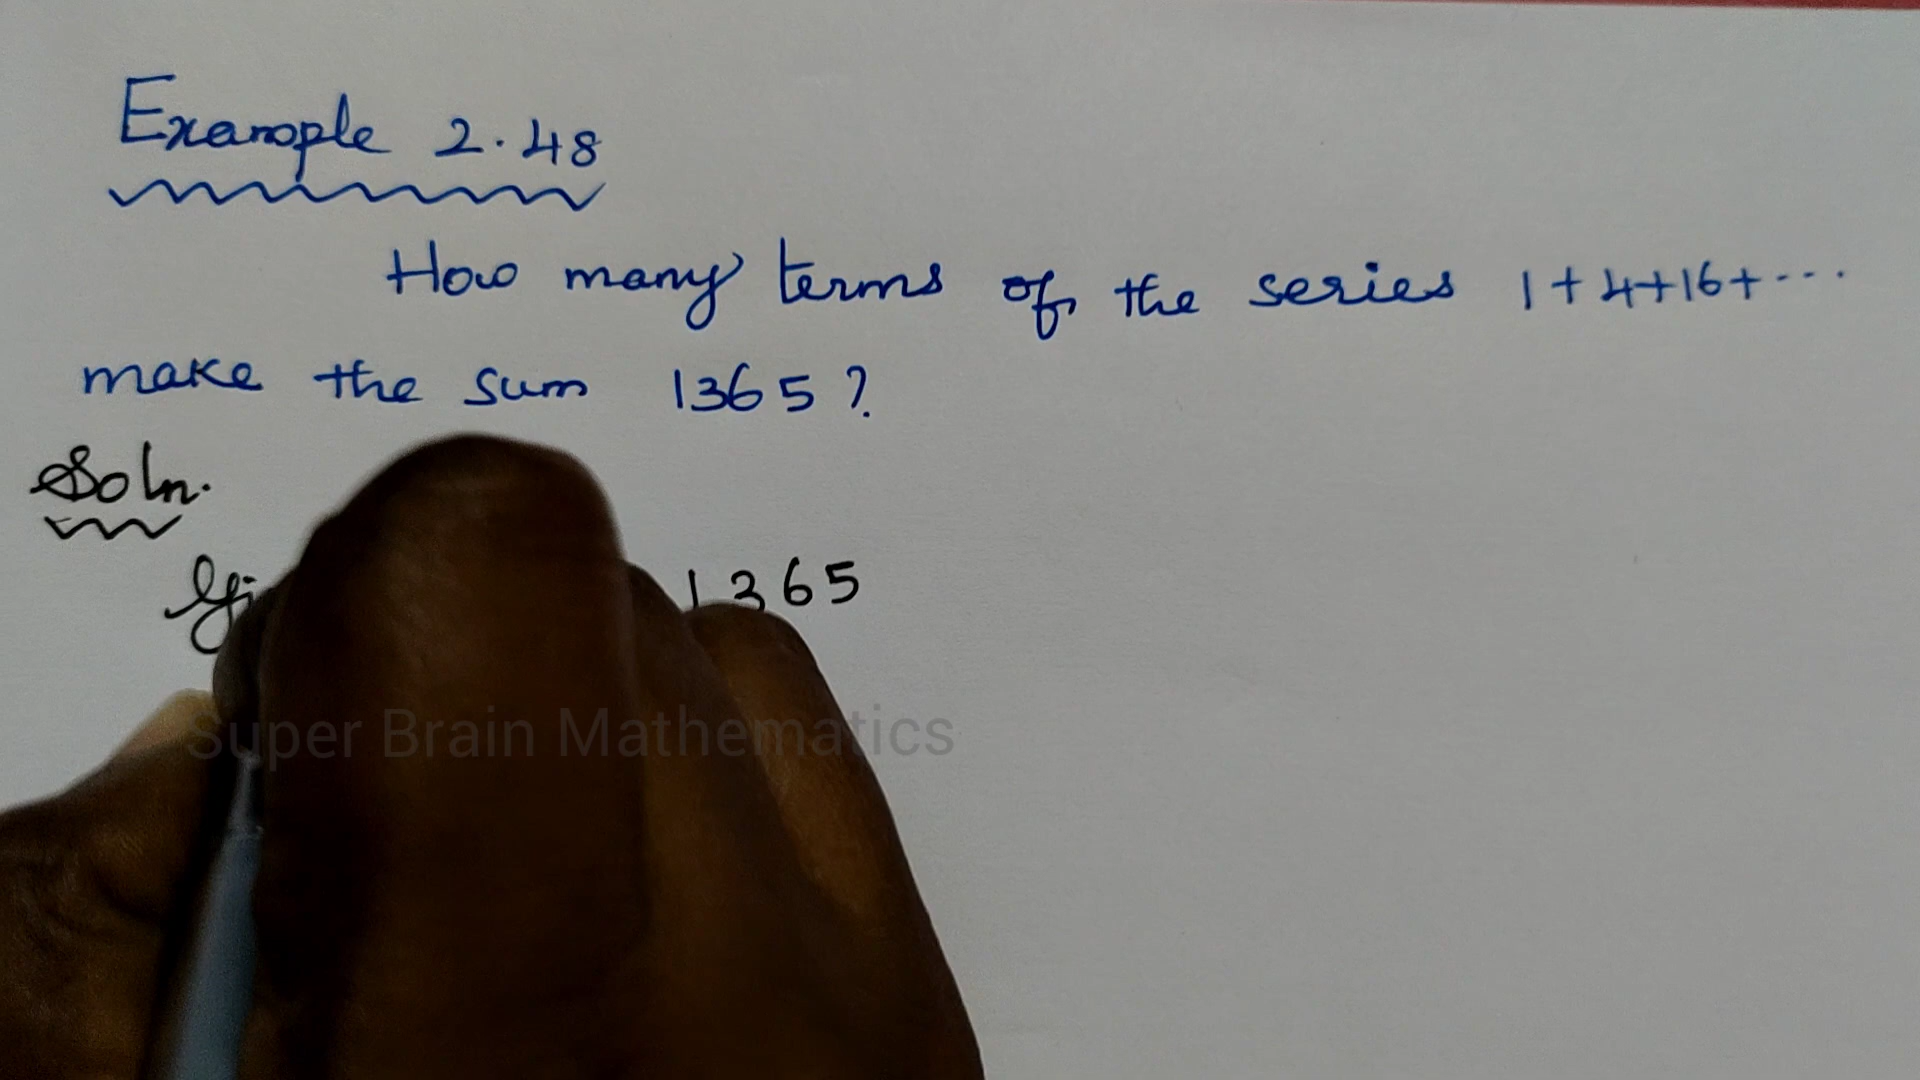 Example 2.48
How many terms of the series 1+4+16+...
make the sum 1365?
Soln.
1365
Super Brain Mathematics